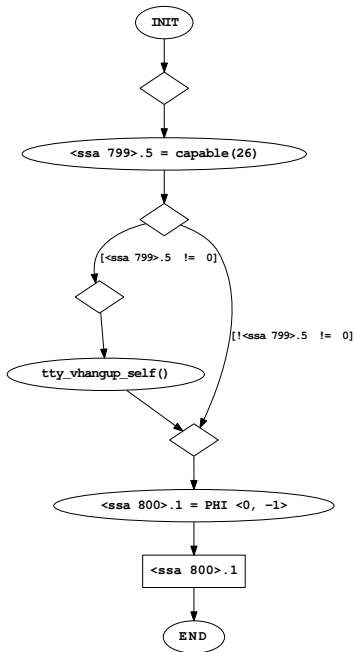 INIT
<ssa 799>.5 = capable(26)
[<ssa 799>.5 != 0]
[!<ssa 799>.5 != 0]
tty_vhangup_self()
<ssa 800>.1 = PHI <0, -1>
<ssa 800>.1
END